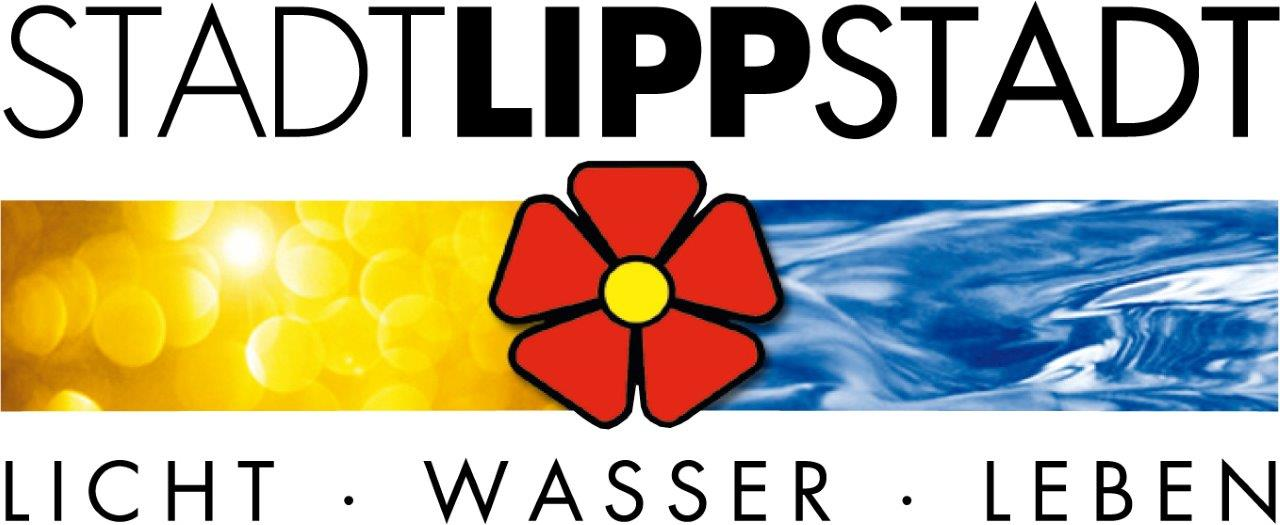 STADTLIPPSTADT
LICHT · WASSER · LEBEN